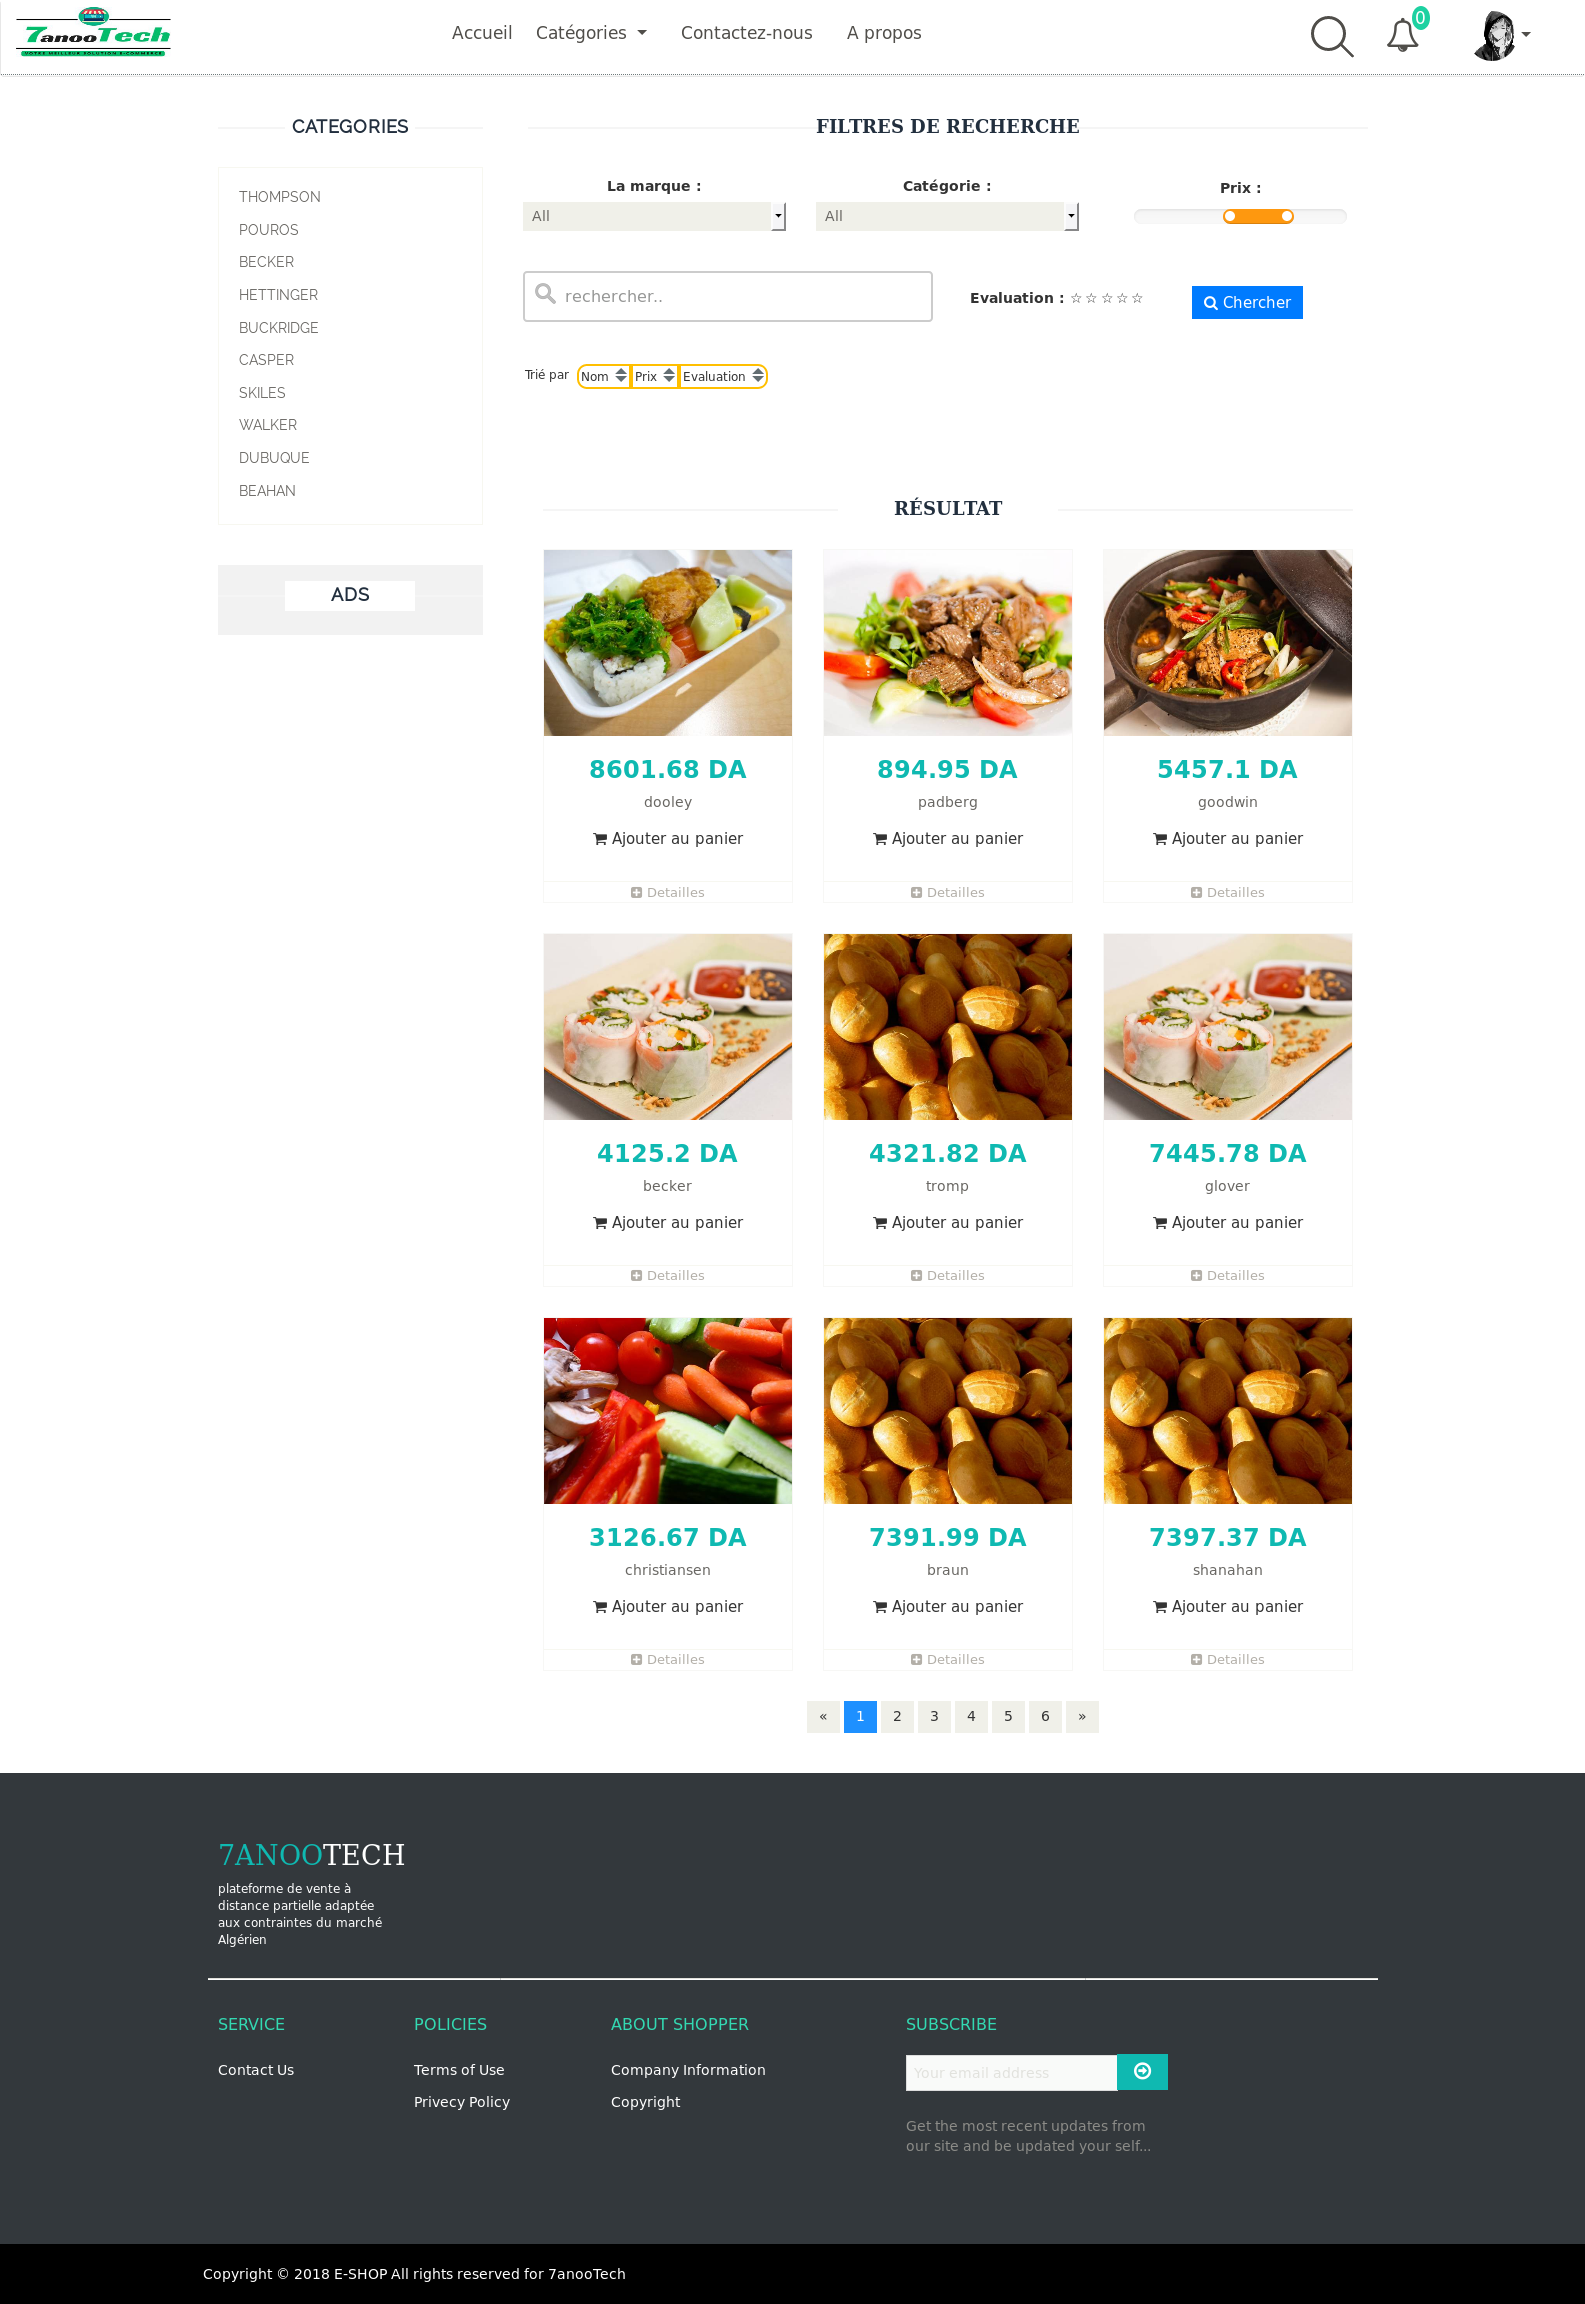 7anooTech
VOTRE MEILLEUR SOLUTION E-COMMERCE
Accueil
Catégories
Contactez-nous
A propos
0
CATEGORIES
THOMPSON
POUROS
BECKER
HETTINGER
BUCKRIDGE
CASPER
SKILES
WALKER
DUBUQUE
BEAHAN
ADS
FILTRES DE RECHERCHE
La marque :
All
Catégorie :
All
Prix :
rechercher..
Evaluation : ☆☆☆☆☆
Chercher
Trié par
Nom
Prix
Evaluation
RÉSULTAT
8601.68 DA
dooley
Ajouter au panier
Detailles
894.95 DA
padberg
Ajouter au panier
Detailles
5457.1 DA
goodwin
Ajouter au panier
Detailles
4125.2 DA
becker
Ajouter au panier
Detailles
4321.82 DA
tromp
Ajouter au panier
Detailles
7445.78 DA
glover
Ajouter au panier
Detailles
3126.67 DA
christiansen
Ajouter au panier
Detailles
7391.99 DA
braun
Ajouter au panier
Detailles
7397.37 DA
shanahan
Ajouter au panier
Detailles
« 1 2 3 4 5 6 »
7ANOOTECH
plateforme de vente à
distance partielle adaptée
aux contraintes du marché
Algérien
SERVICE
Contact Us
POLICIES
Terms of Use
Privecy Policy
ABOUT SHOPPER
Company Information
Copyright
SUBSCRIBE
Your email address
Get the most recent updates from
our site and be updated your self...
Copyright © 2018 E-SHOP All rights reserved for 7anooTech